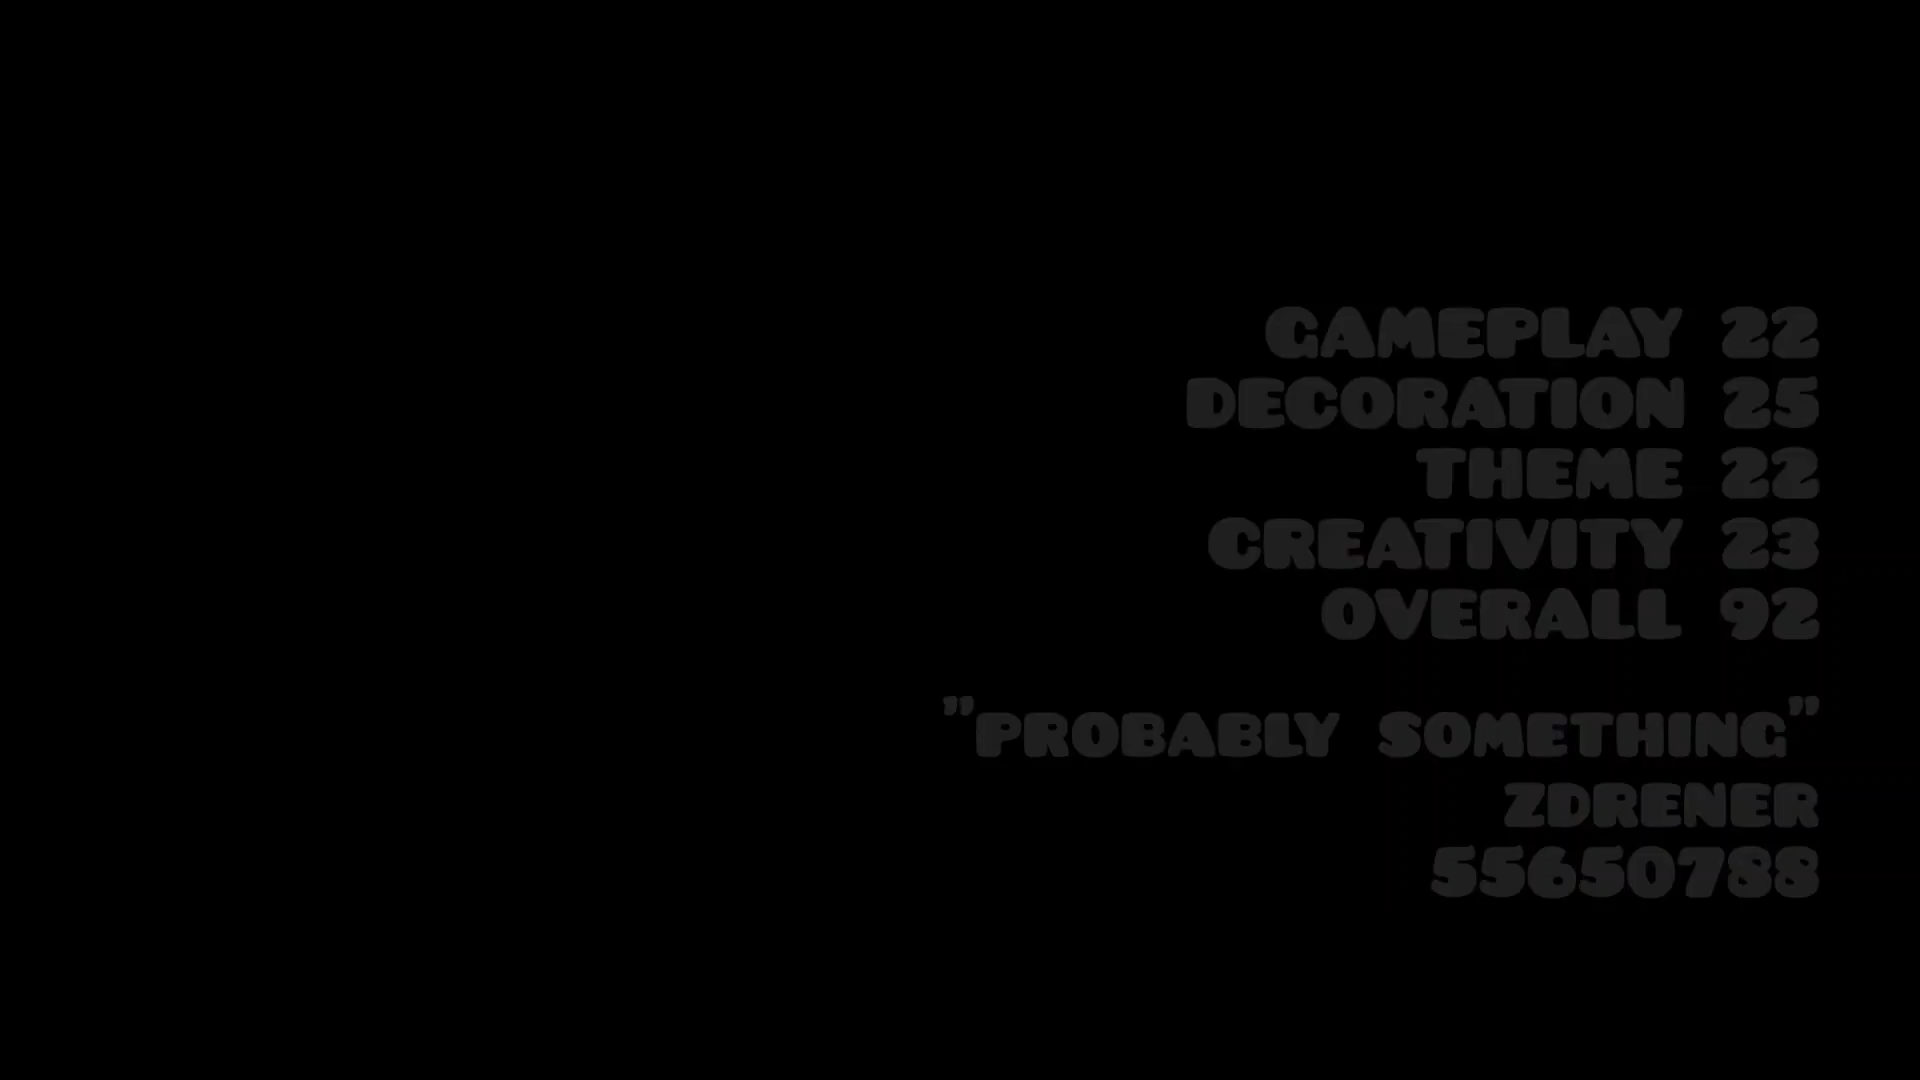 GAMEPLAY 22
DECORATION 25
THEME 22
CREATIVITY 23
OVERALL 92
"PROBABLY SOMETHING"
ZDRENER
55650788